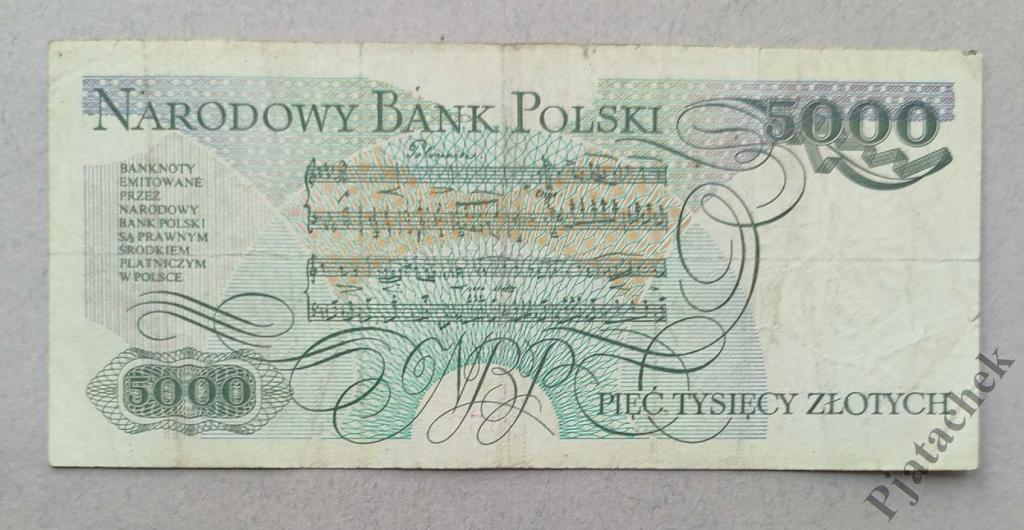 NARODOWY BANK POLSKI
5000
Polonaise
BANKNOTY
EMITOWANE
PRZEZ
NARODOWY
BANK POLSKI
SĄ PRAWNYM
ŚRODKIEM
PŁATNICZYM
W POLSCE
5000
NBP
PIĘĆ TYSIĘCY ZŁOTYCH
Pjatachek